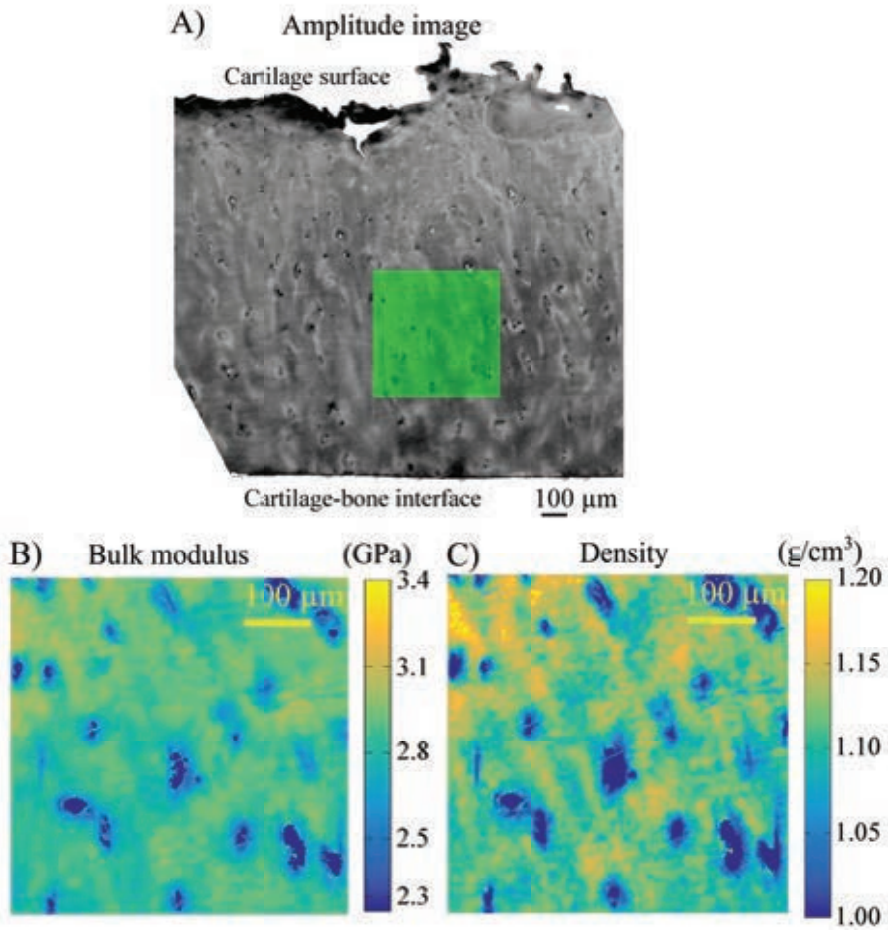 A) Amplitude image
Cartilage surface
Cartilage-bone interface
100 µm
B) Bulk modulus (GPa)
100 µm
3.4
3.1
2.8
2.5
2.3
C) Density (g/cm³)
100 µm
1.20
1.15
1.10
1.05
1.00